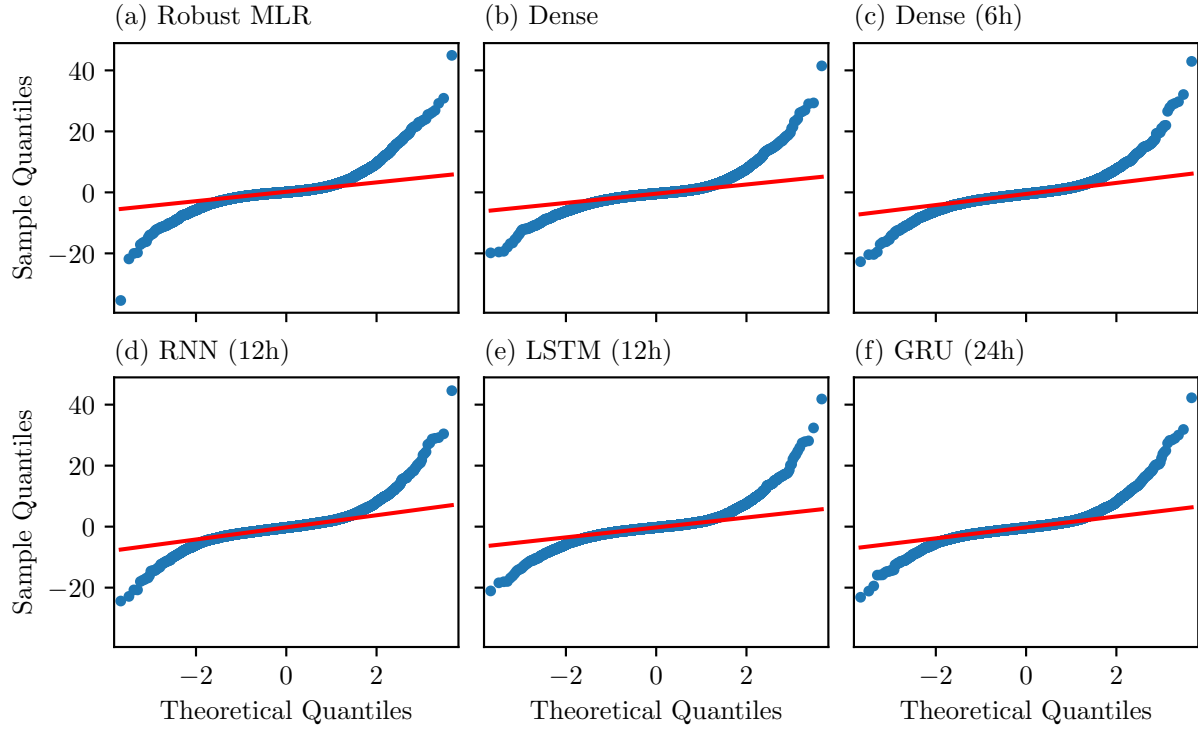 (a) Robust MLR
(b) Dense
(c) Dense (6h)
Sample Quantiles
40
20
0
−20
(d) RNN (12h)
(e) LSTM (12h)
(f) GRU (24h)
Sample Quantiles
40
20
0
−20
−2 0 2
−2 0 2
−2 0 2
Theoretical Quantiles
Theoretical Quantiles
Theoretical Quantiles